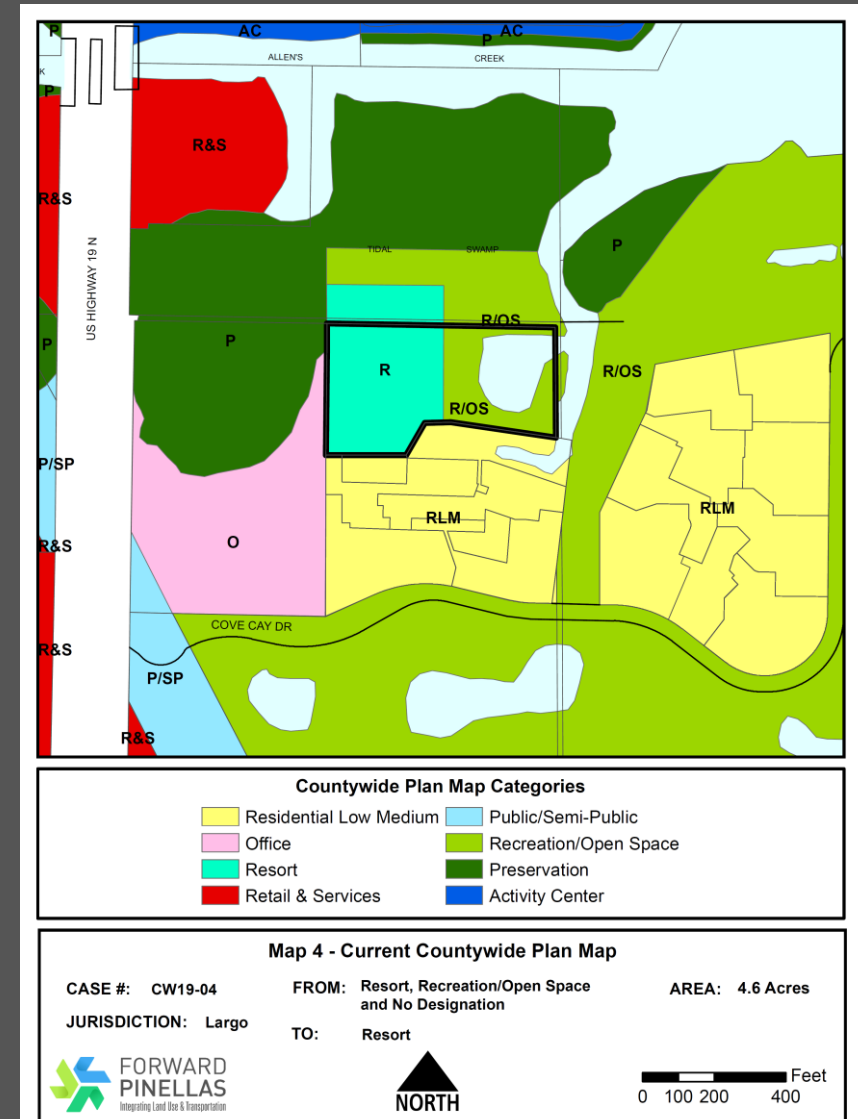 P
AC
AC
P
ALLEN'S
CREEK
K
P
R&S
R&S
US HIGHWAY 19 N
TIDAL
SWAMP
P
R/OS
P
P
R
R/OS
R/OS
P/SP
RLM
RLM
R&S
O
COVE CAY DR
R&S
P/SP
R&S
Countywide Plan Map Categories
Residential Low Medium
Public/Semi-Public
Office
Recreation/Open Space
Resort
Preservation
Retail & Services
Activity Center
Map 4 - Current Countywide Plan Map
CASE #: CW19-04
FROM: Resort, Recreation/Open Space
and No Designation
AREA: 4.6 Acres
JURISDICTION: Largo
TO: Resort
FORWARD
PINELLAS
Integrating Land Use & Transportation
NORTH
Feet
0 100 200 400